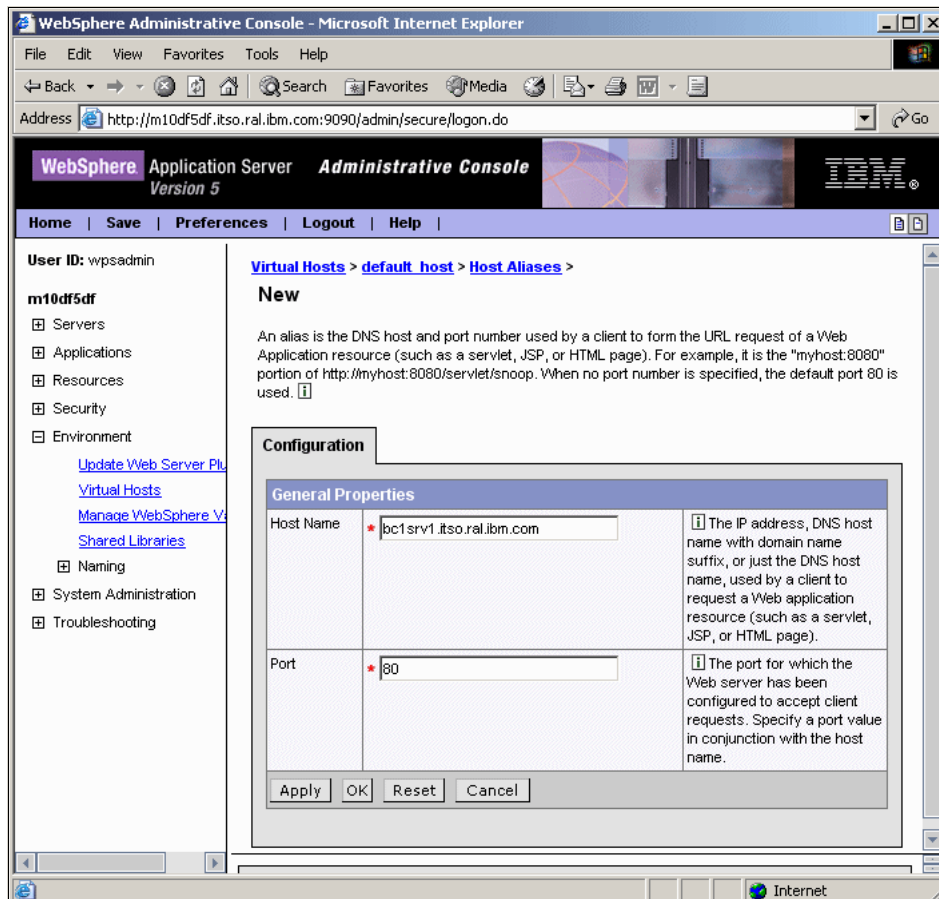 WebSphere Administrative Console - Microsoft Internet Explorer
File Edit View Favorites Tools Help
Back Search Favorites Media
Address http://m10df5df.itso.ral.ibm.com:9090/admin/secure/logon.do Go
WebSphere Application Server Administrative Console
Version 5
IBM
Home | Save | Preferences | Logout | Help |
User ID: wpsadmin
m10df5df
Servers
Applications
Resources
Security
Environment
Update Web Server Plu
Virtual Hosts
Manage WebSphere Va
Shared Libraries
Naming
System Administration
Troubleshooting
Virtual Hosts > default_host > Host Aliases >
New
An alias is the DNS host and port number used by a client to form the URL request of a Web
Application resource (such as a servlet, JSP, or HTML page). For example, it is the "myhost:8080"
portion of http://myhost:8080/servlet/snoop. When no port number is specified, the default port 80 is
used. i
Configuration
General Properties
Host Name * bc1srv1.itso.ral.ibm.com
i The IP address, DNS host
name with domain name
suffix, or just the DNS host
name, used by a client to
request a Web application
resource (such as a servlet,
JSP, or HTML page).
Port * 80
i The port for which the
Web server has been
configured to accept client
requests. Specify a port value
in conjunction with the host
name.
Apply OK Reset Cancel
Internet